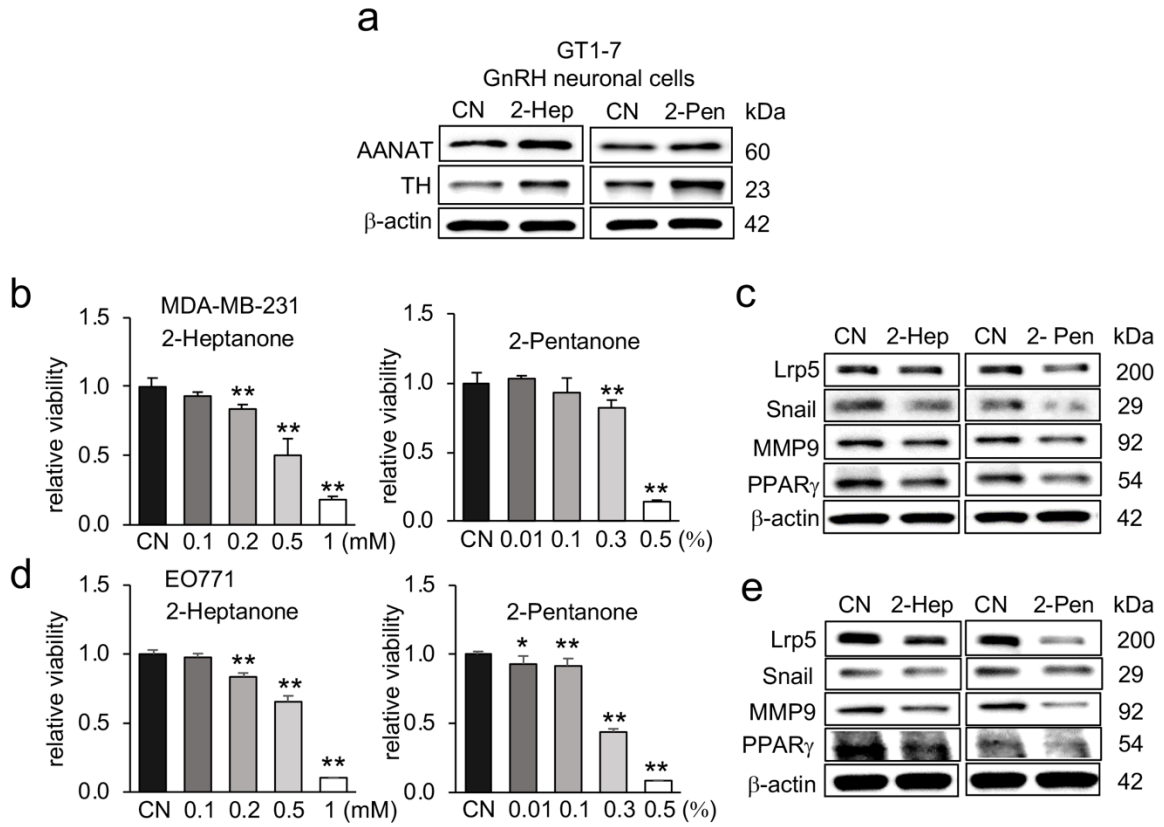 a
GT1-7
GnRH neuronal cells
CN 2-Hep CN 2-Pen kDa
AANAT 60
TH 23
β-actin 42
b
MDA-MB-231
2-Heptanone
relative viability
1.5
1.0
0.5
0.0
** ** **
CN 0.1 0.2 0.5 1 (mM)
2-Pentanone
relative viability
1.5
1.0
0.5
0.0
** **
CN 0.01 0.1 0.3 0.5 (%)
c
CN 2-Hep CN 2- Pen kDa
Lrp5 200
Snail 29
MMP9 92
PPARγ 54
β-actin 42
d
EO771
2-Heptanone
relative viability
1.5
1.0
0.5
0.0
** ** **
CN 0.1 0.2 0.5 1 (mM)
2-Pentanone
relative viability
1.5
1.0
0.5
0.0
* ** ** **
CN 0.01 0.1 0.3 0.5 (%)
e
CN 2-Hep CN 2-Pen kDa
Lrp5 200
Snail 29
MMP9 92
PPARγ 54
β-actin 42